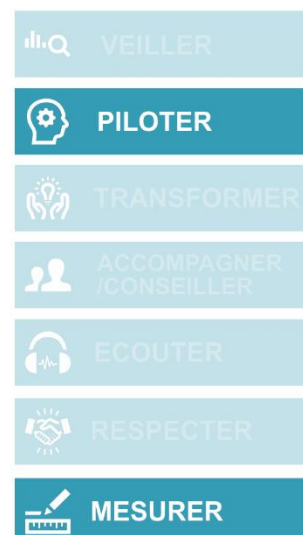 VEILLER
PILOTER
TRANSFORMER
ACCOMPAGNER
/CONSEILLER
ECOUTER
RESPECTER
MESURER